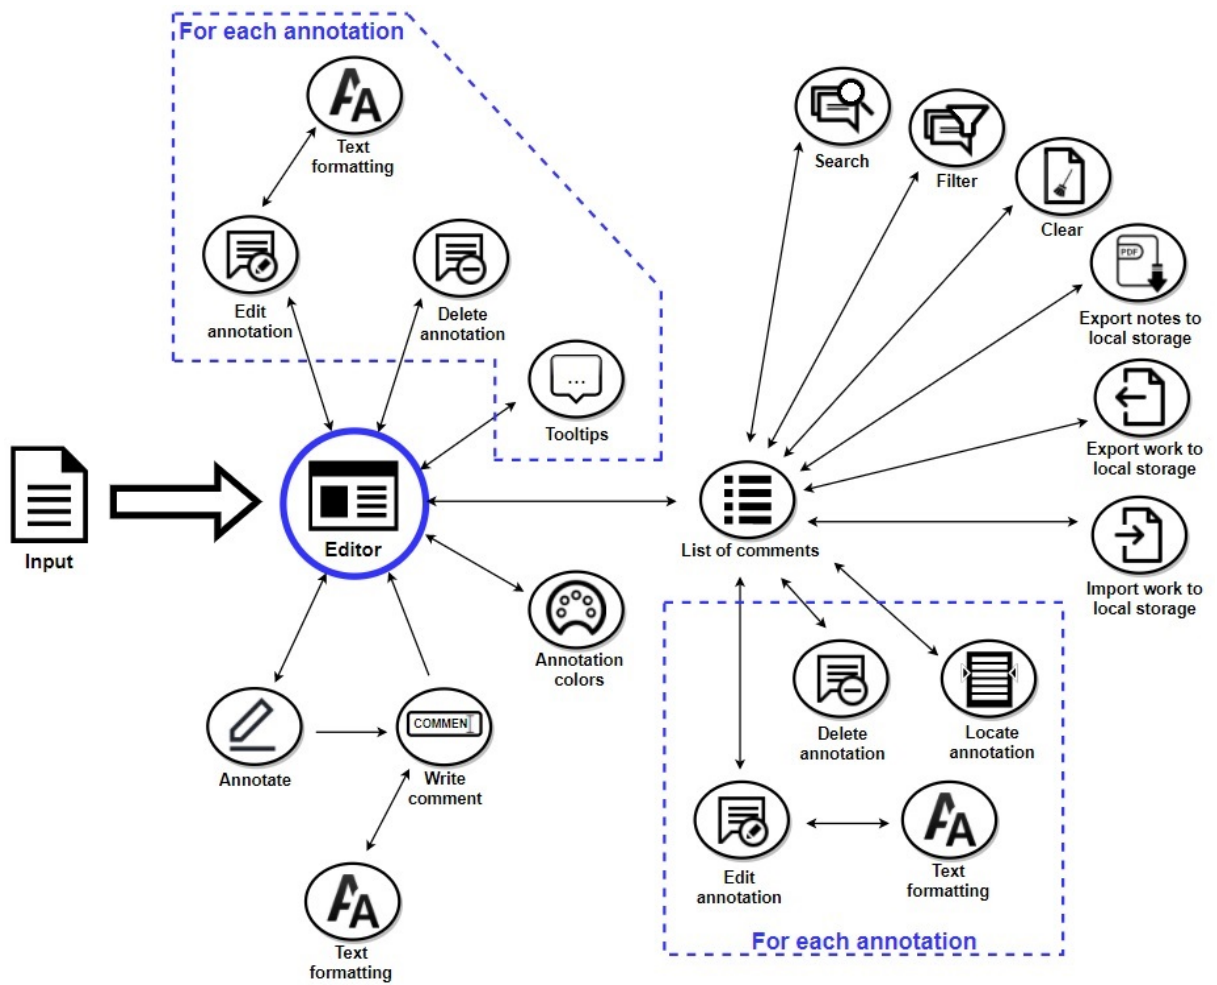 For each annotation
Text
formatting
Edit
annotation
Delete
annotation
...
Tooltips
Input
Editor
Annotation
colors
Annotate
COMMEN
Write
comment
Text
formatting
Search
Filter
Clear
PDF
Export notes to
local storage
Export work to
local storage
Import work to
local storage
List of comments
Delete
annotation
Locate
annotation
Edit
annotation
Text
formatting
For each annotation